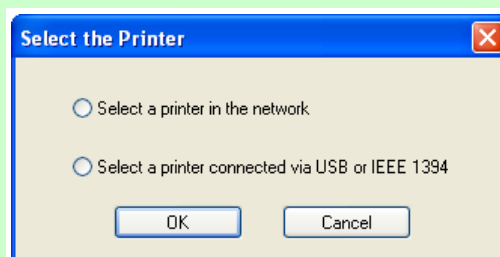 Select the Printer
Select a printer in the network
Select a printer connected via USB or IEEE 1394
OK
Cancel